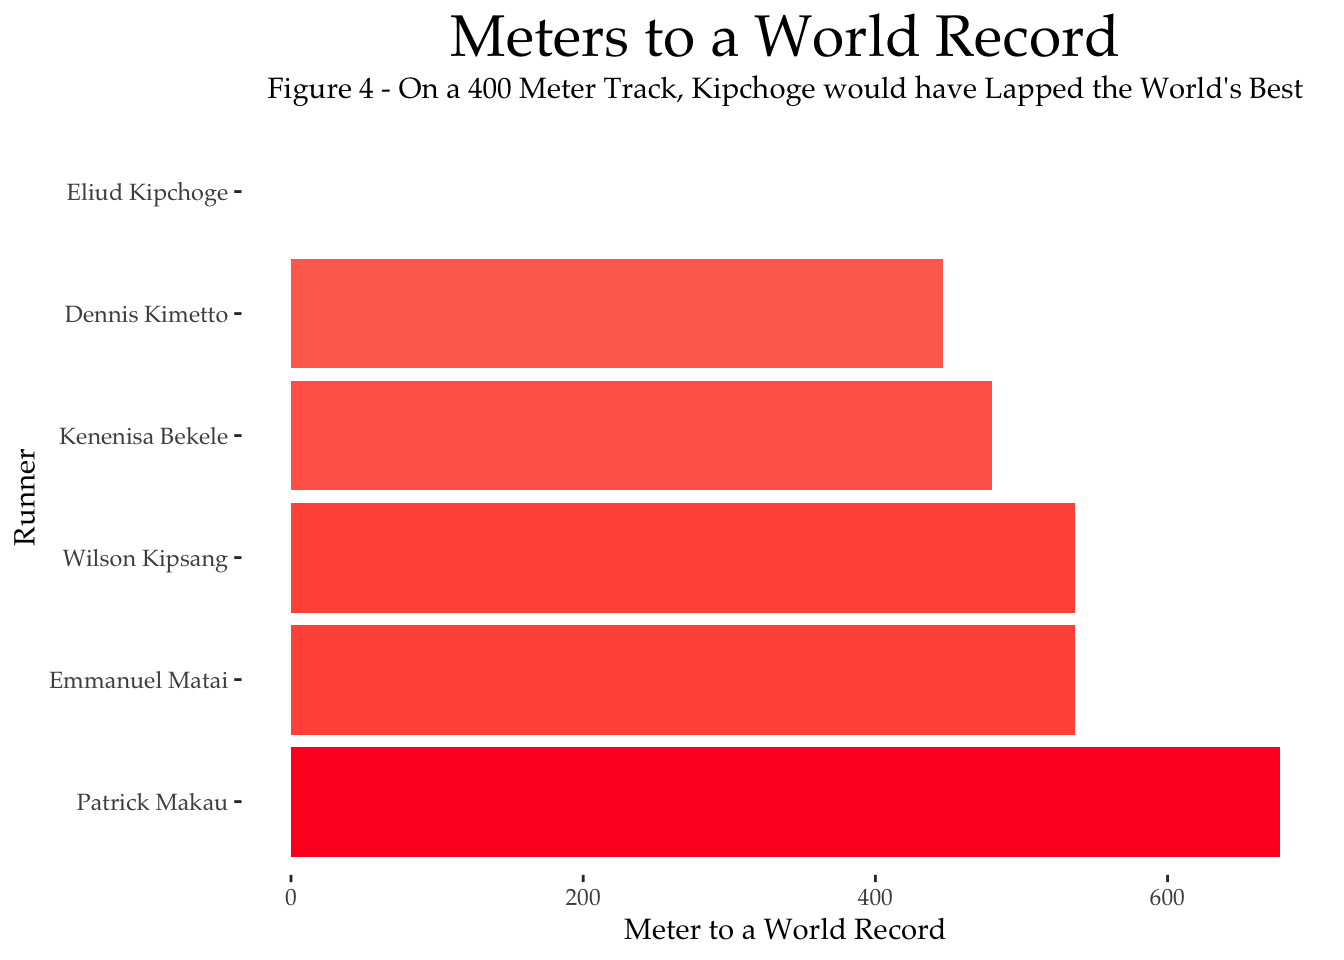 Meters to a World Record
Figure 4 - On a 400 Meter Track, Kipchoge would have Lapped the World's Best
Eliud Kipchoge
Dennis Kimetto
Kenenisa Bekele
Wilson Kipsang
Emmanuel Matai
Patrick Makau
Runner
0 200 400 600
Meter to a World Record